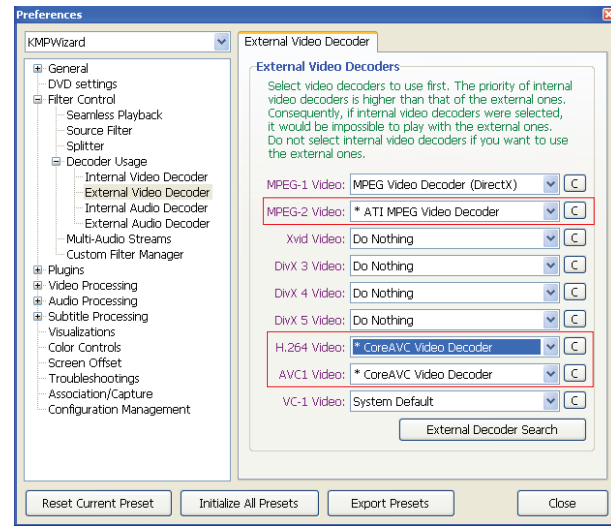 Preferences
KMPWizard
General
DVD settings
Filter Control
Seamless Playback
Source Filter
Splitter
Decoder Usage
Internal Video Decoder
External Video Decoder
Internal Audio Decoder
External Audio Decoder
Multi-Audio Streams
Custom Filter Manager
Plugins
Video Processing
Audio Processing
Subtitle Processing
Visualizations
Color Controls
Screen Offset
Troubleshootings
Association/Capture
Configuration Management
External Video Decoder
External Video Decoders
Select video decoders to use first. The priority of internal
video decoders is higher than that of the external ones.
Consequently, if internal video decoders were selected,
it would be impossible to play with the external ones.
Do not select internal video decoders if you want to use
the external ones.
MPEG-1 Video: MPEG Video Decoder (DirectX) C
MPEG-2 Video: * ATI MPEG Video Decoder C
Xvid Video: Do Nothing C
DivX 3 Video: Do Nothing C
DivX 4 Video: Do Nothing C
DivX 5 Video: Do Nothing C
H.264 Video: * CoreAVC Video Decoder C
AVC1 Video: * CoreAVC Video Decoder C
VC-1 Video: System Default C
External Decoder Search
Reset Current Preset Initialize All Presets Export Presets Close